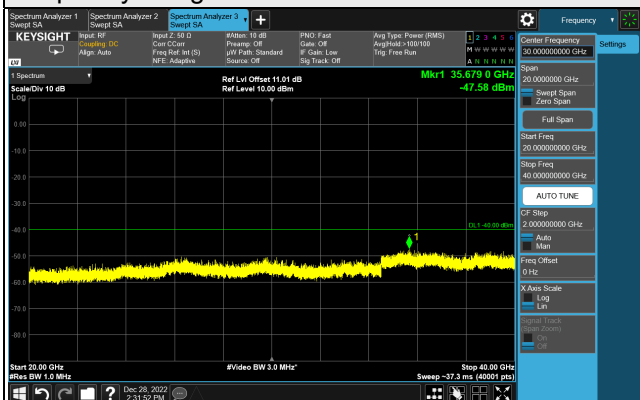 Spectrum Analyzer 1
Swept SA
Spectrum Analyzer 2
Swept SA
Spectrum Analyzer 3
Swept SA
Frequency
KEYSIGHT
Input: RF
Coupling: DC
Align: Auto
Input Z: 50 Ω
Corr CCorr
Freq Ref: Int (S)
NFE: Adaptive
#Atten: 10 dB
Preamp: Off
µW Path: Standard
Source: Off
PNO: Fast
Gate: Off
IF Gain: Low
Sig Track: Off
Avg Type: Power (RMS)
Avg|Hold:>100/100
Trig: Free Run
1 2 3 4 5 6
M W W W W W
A N N N N N
LXI
1 Spectrum
Scale/Div 10 dB
Log
Ref Lvl Offset 11.01 dB
Ref Level 10.00 dBm
Mkr1 35.679 0 GHz
-47.58 dBm
0.00
-10.0
-20.0
-30.0
-40.0
-50.0
-60.0
-70.0
-80.0
DL1 -40.00 dBm
1
Start 20.00 GHz
#Res BW 1.0 MHz
#Video BW 3.0 MHz*
Stop 40.00 GHz
Sweep ~37.3 ms (40001 pts)
Center Frequency
30.000000000 GHz
Settings
Span
20.0000000 GHz
Swept Span
Zero Span
Full Span
Start Freq
20.000000000 GHz
Stop Freq
40.000000000 GHz
AUTO TUNE
CF Step
2.000000000 GHz
Auto
Man
Freq Offset
0 Hz
X Axis Scale
Log
Lin
Signal Track
(Span Zoom)
On
Off
Dec 28, 2022
2:31:52 PM